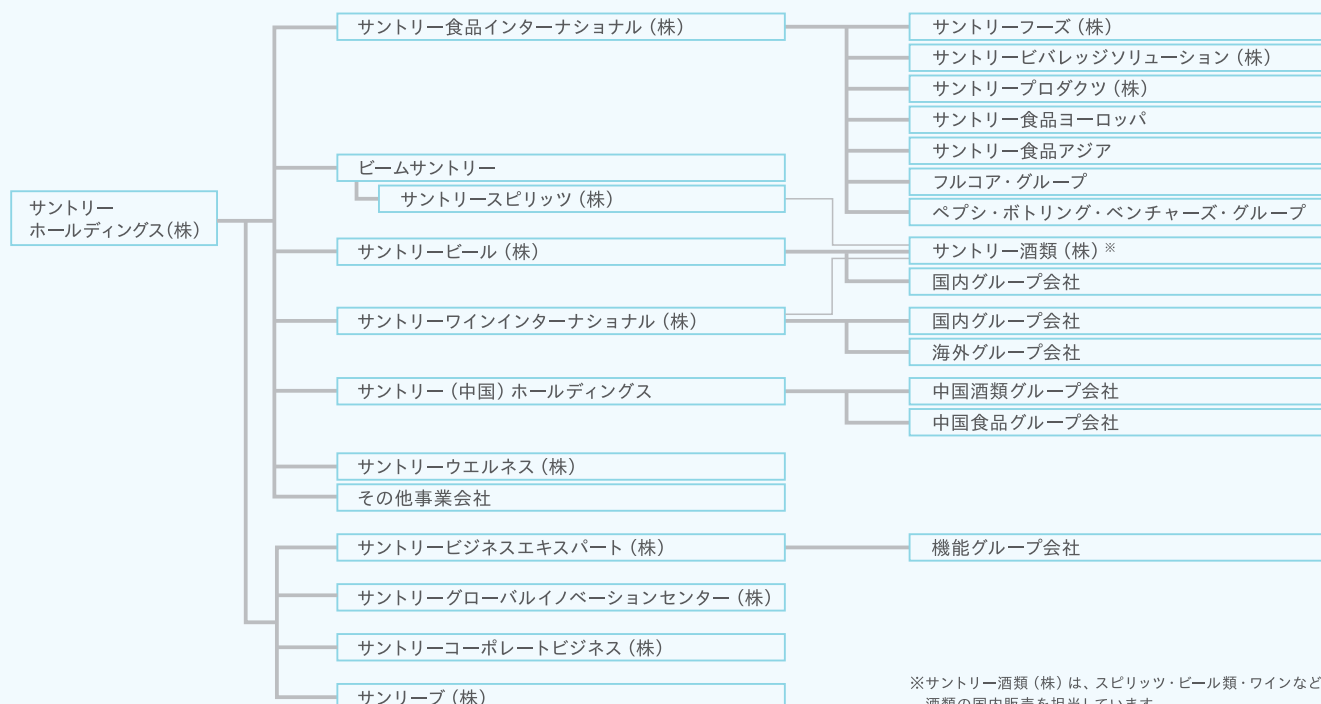 サントリー
ホールディングス(株)
サントリー食品インターナショナル（株）
ビームサントリー
サントリースピリッツ（株）
サントリービール（株）
サントリーワインインターナショナル（株）
サントリー（中国）ホールディングス
サントリーウエルネス（株）
その他事業会社
サントリービジネスエキスパート（株）
サントリーグローバルイノベーションセンター（株）
サントリーコーポレートビジネス（株）
サンリーブ（株）
サントリーフーズ（株）
サントリービバレッジソリューション（株）
サントリープロダクツ（株）
サントリー食品ヨーロッパ
サントリー食品アジア
フルコア・グループ
ペプシ・ボトリング・ベンチャーズ・グループ
サントリー酒類（株）※
国内グループ会社
国内グループ会社
海外グループ会社
中国酒類グループ会社
中国食品グループ会社
機能グループ会社
※サントリー酒類（株）は、スピリッツ・ビール類・ワインなど
酒類の国内販売を担当しています